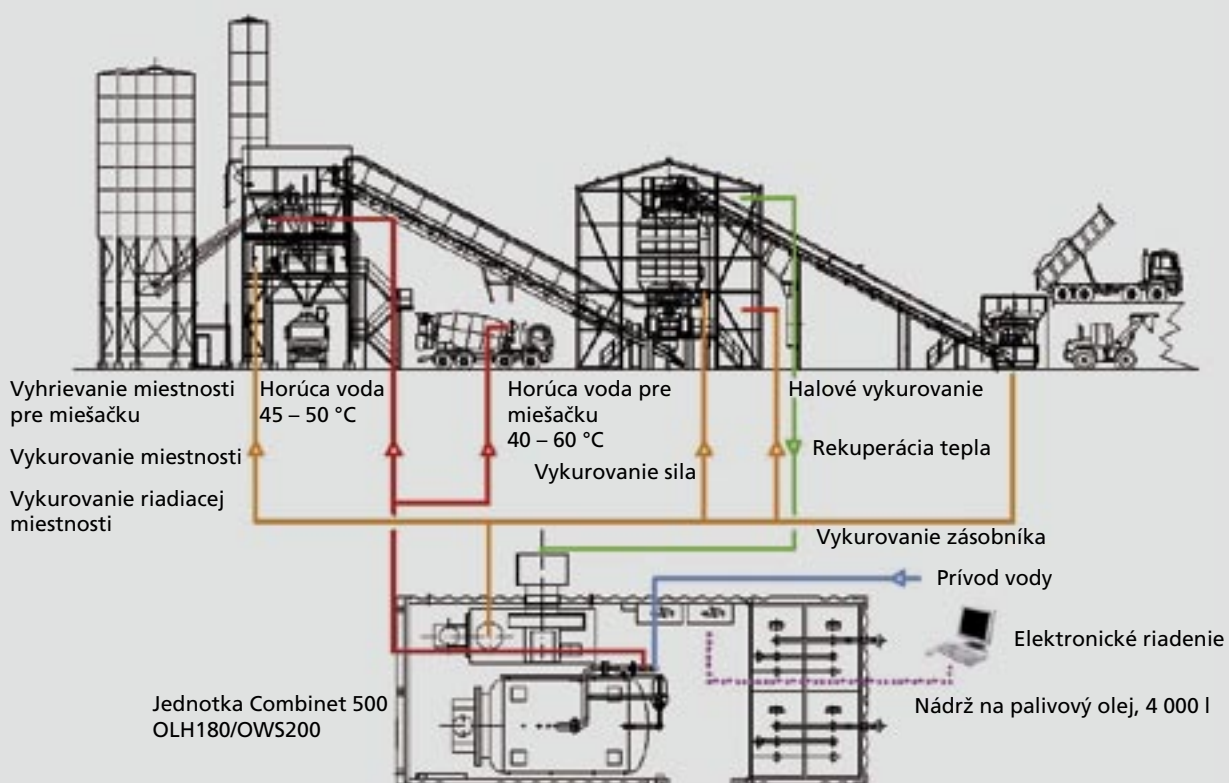 Vyhrievanie miestnosti
pre miešačku
Horúca voda
45 – 50 °C
Horúca voda pre
miešačku
40 – 60 °C
Halové vykurovanie
Vykurovanie miestnosti
Vykurovanie sila
Rekuperácia tepla
Vykurovanie riadiacej
miestnosti
Vykurovanie zásobníka
Prívod vody
Elektronické riadenie
Jednotka Combinet 500
OLH180/OWS200
Nádrž na palivový olej, 4 000 l